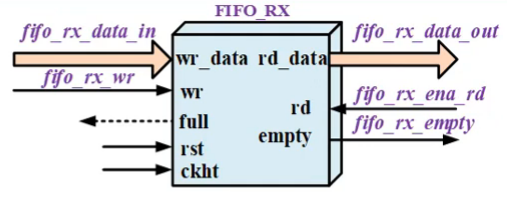 FIFO_RX
fifo_rx_data_in
fifo_rx_data_out
wr_data rd_data
fifo_rx_wr
wr
fifo_rx_ena_rd
rd
full
fifo_rx_empty
empty
rst
ckht